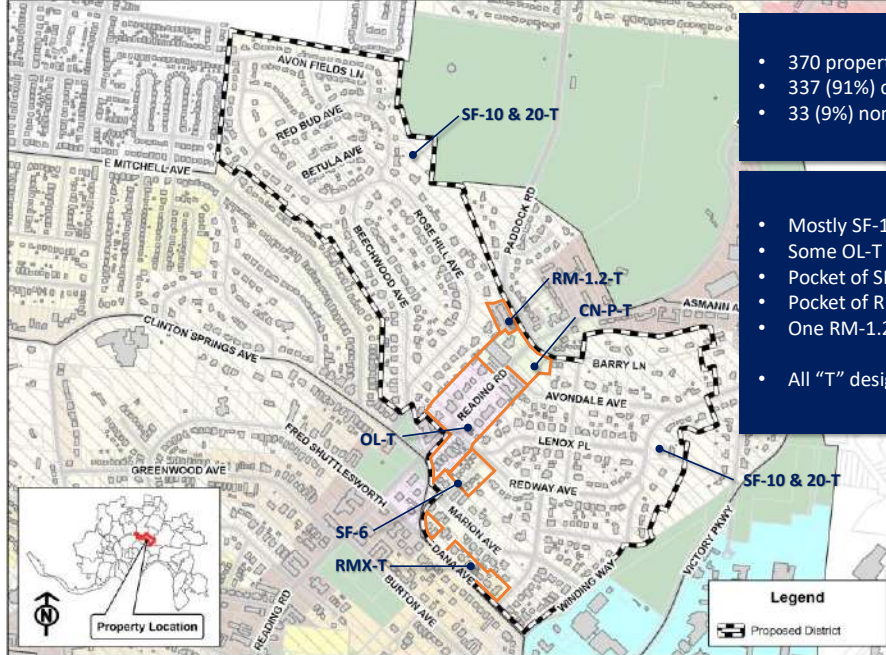 • 370 propert
• 337 (91%) c
• 33 (9%) nor
• Mostly SF-1
• Some OL-T
• Pocket of S
• Pocket of R
• One RM-1.2
• All “T” desig
AVON FIELDS LN
RED BUD AVE
SF-10 & 20-T
BETULA AVE
E MITCHELL AVE
ROSE HILL AVE
BEECHWOOD AVE
PADDOCK RD
RM-1.2-T
CN-P-T
ASMANN A
CLINTON SPRINGS AVE
BARRY LN
READING RD
AVONDALE AVE
OL-T
LENOX PL
FRED SHUTTLESWORTH
GREENWOOD AVE
REDWAY AVE
SF-10 & 20-T
SF-6
MARION AVE
RMX-T
DANA AVE
BURTON AVE
WINDING WAY
VICTORY PKWY
READING RD
N
Property Location
Legend
Proposed District